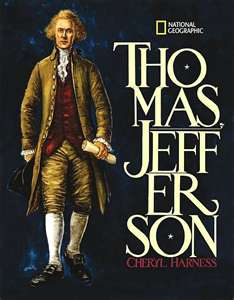 NATIONAL
GEOGRAPHIC
THO
MAS
JEFF
ER
SON
CHERYL HARNESS